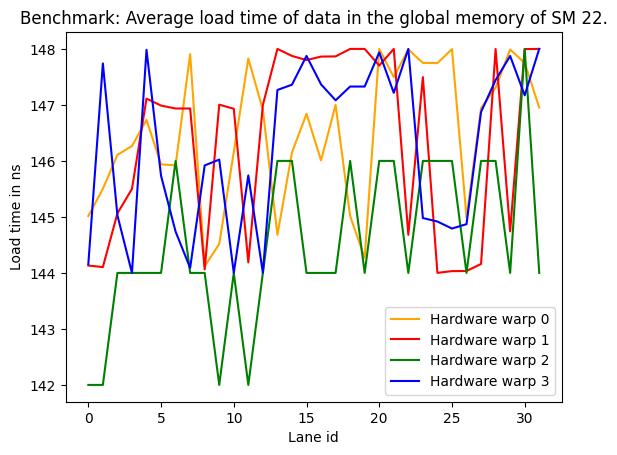 Benchmark: Average load time of data in the global memory of SM 22.
148
147
146
145
144
143
142
Load time in ns
Hardware warp 0
Hardware warp 1
Hardware warp 2
Hardware warp 3
0 5 10 15 20 25 30
Lane id